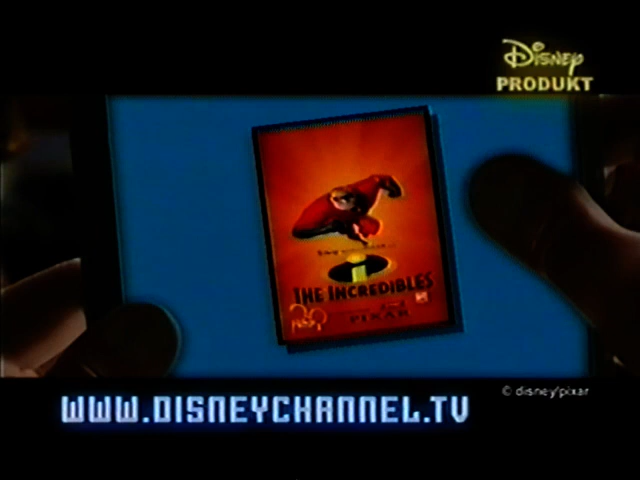 Disney
PRODUKT
THE INCREDIBLES
PIXAR
© disney/pixar
WWW.DISNEYCHANNEL.TV